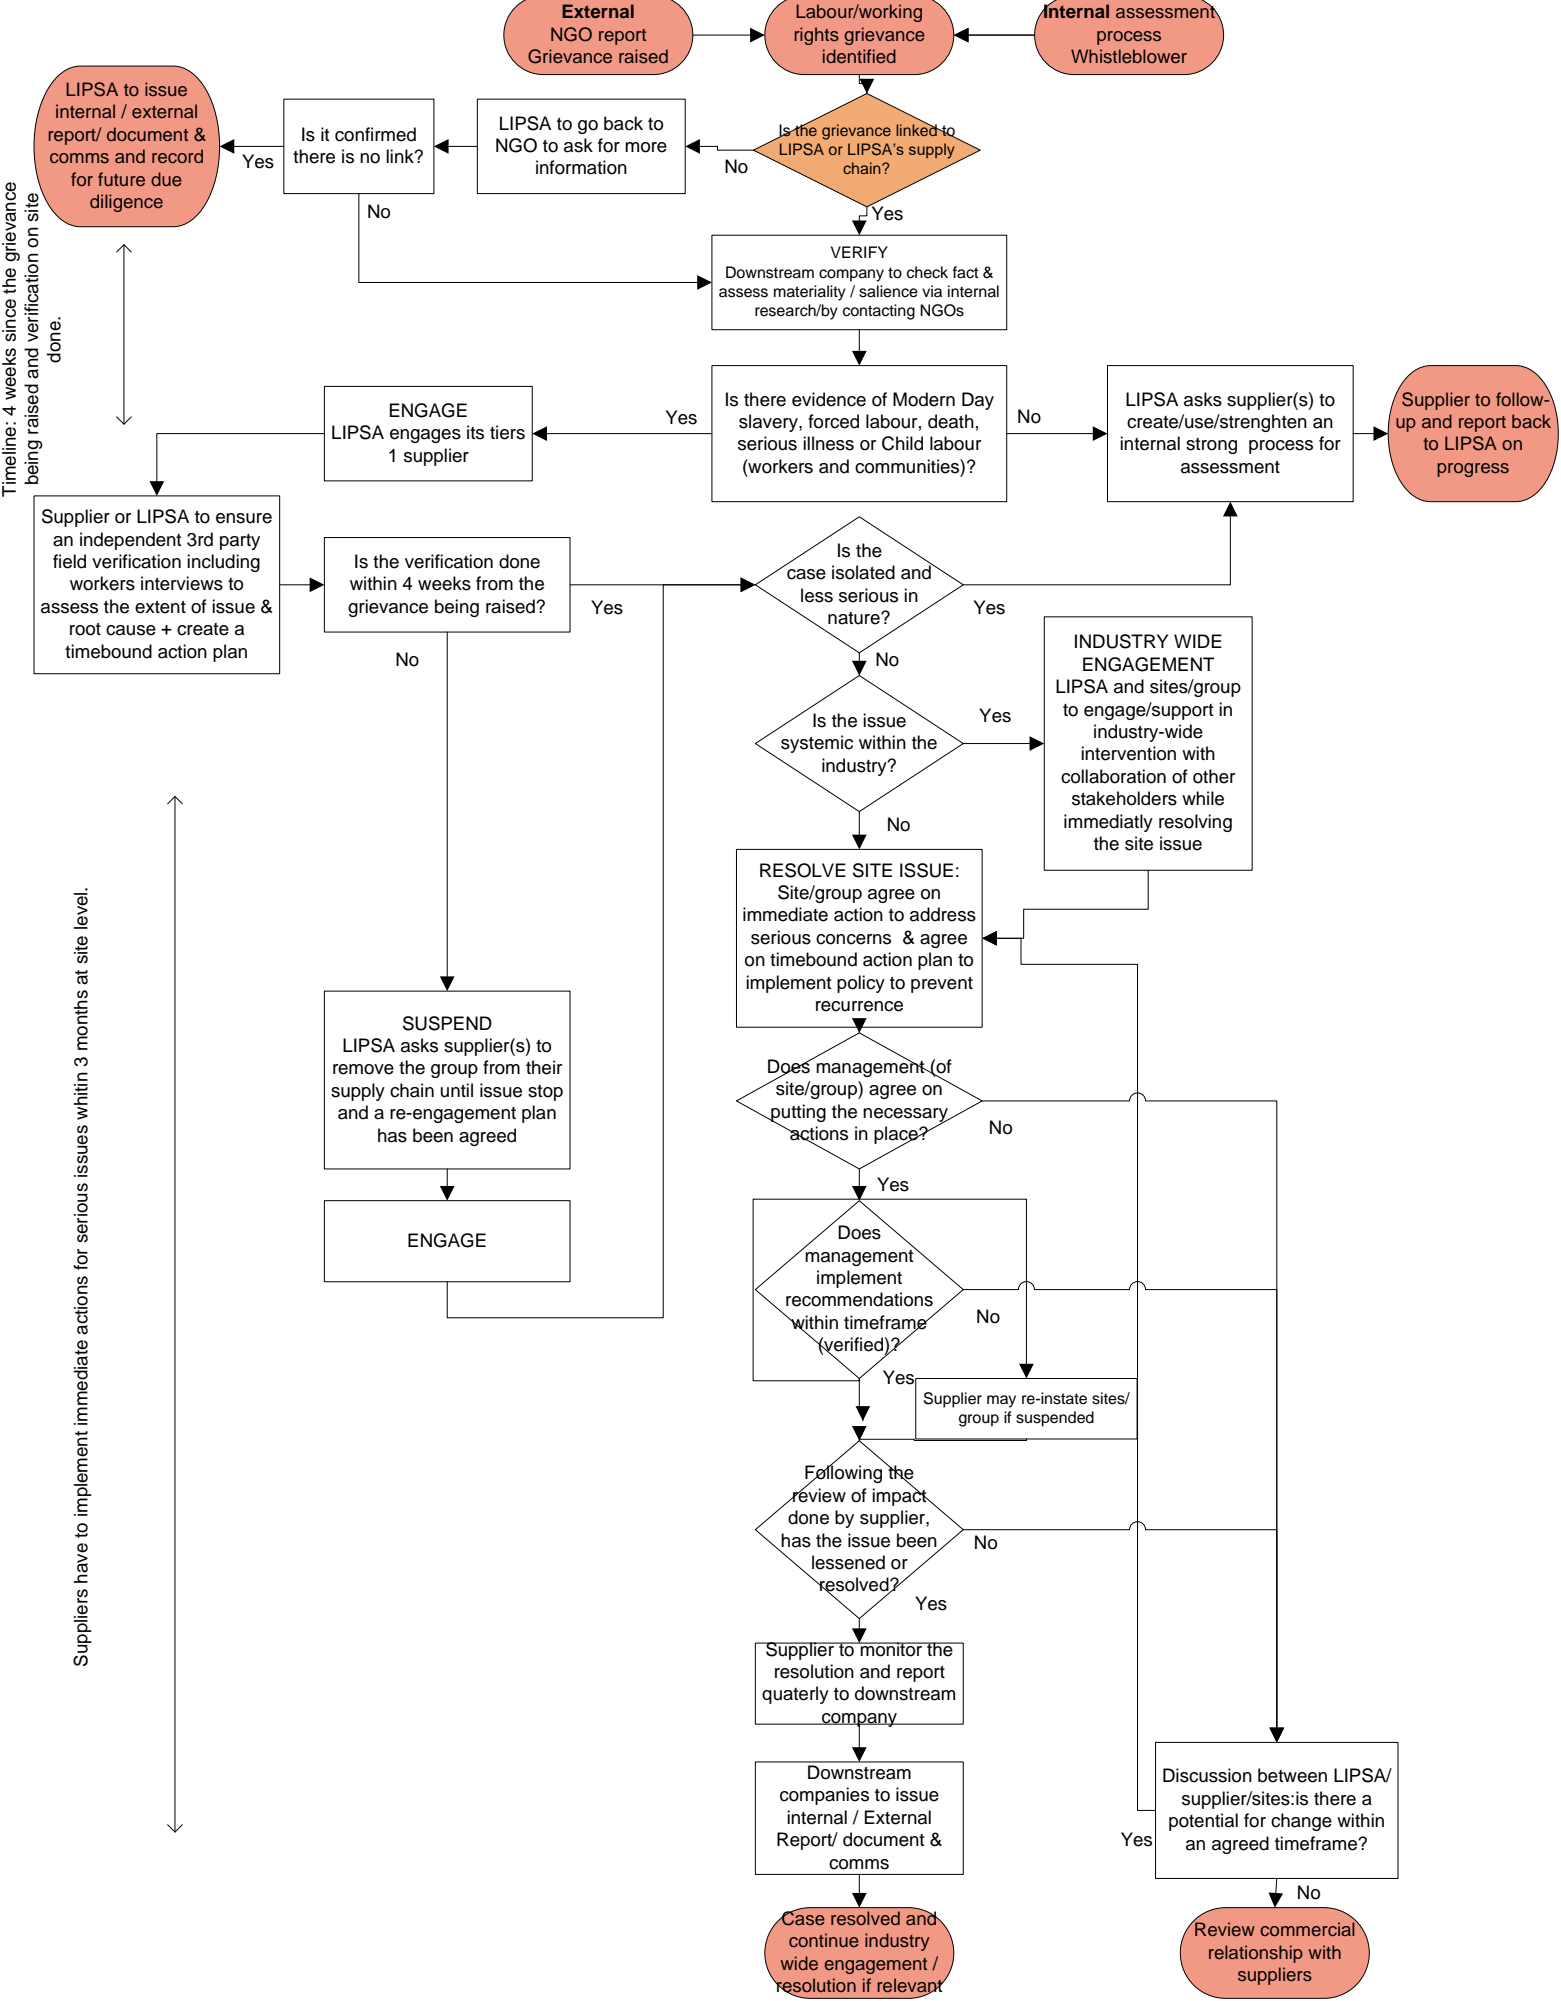 External
NGO report
Grievance raised
Labour/working
rights grievance
identified
Internal assessment
process
Whistleblower
LIPSA to issue
internal / external
report/ document &
comms and record
for future due
diligence
Yes
Is it confirmed
there is no link?
No
LIPSA to go back to
NGO to ask for more
information
No
Is the grievance linked to
LIPSA or LIPSA's supply
chain?
Yes
VERIFY
Downstream company to check fact &
assess materiality / salience via internal
research/by contacting NGOs
Timeline: 4 weeks since the grievance
being raised and verification on site
done.
ENGAGE
LIPSA engages its tiers
1 supplier
Yes
Is there evidence of Modern Day
slavery, forced labour, death,
serious illness or Child labour
(workers and communities)?
No
LIPSA asks supplier(s) to
create/use/strenghten an
internal strong process for
assessment
Supplier to follow-
up and report back
to LIPSA on
progress
Supplier or LIPSA to ensure
an independent 3rd party
field verification including
workers interviews to
assess the extent of issue &
root cause + create a
timebound action plan
Is the verification done
within 4 weeks from the
grievance being raised?
Yes
No
Is the
case isolated and
less serious in
nature?
Yes
No
Is the issue
systemic within the
industry?
Yes
No
INDUSTRY WIDE
ENGAGEMENT
LIPSA and sites/group
to engage/support in
industry-wide
intervention with
collaboration of other
stakeholders while
immediatly resolving
the site issue
RESOLVE SITE ISSUE:
Site/group agree on
immediate action to address
serious concerns & agree
on timebound action plan to
implement policy to prevent
recurrence
Suppliers have to implement immediate actions for serious issues whitin 3 months at site level.
SUSPEND
LIPSA asks supplier(s) to
remove the group from their
supply chain until issue stop
and a re-engagement plan
has been agreed
ENGAGE
Does management (of
site/group) agree on
putting the necessary
actions in place?
No
Yes
Does
management
implement
recommendations
within timeframe
(verified)?
No
Yes
Supplier may re-instate sites/
group if suspended
Following the
review of impact
done by supplier,
has the issue been
lessened or
resolved?
No
Yes
Supplier to monitor the
resolution and report
quaterly to downstream
company
Downstream
companies to issue
internal / External
Report/ document &
comms
Case resolved and
continue industry
wide engagement /
resolution if relevant
Discussion between LIPSA/
supplier/sites:is there a
potential for change within
an agreed timeframe?
Yes
No
Review commercial
relationship with
suppliers